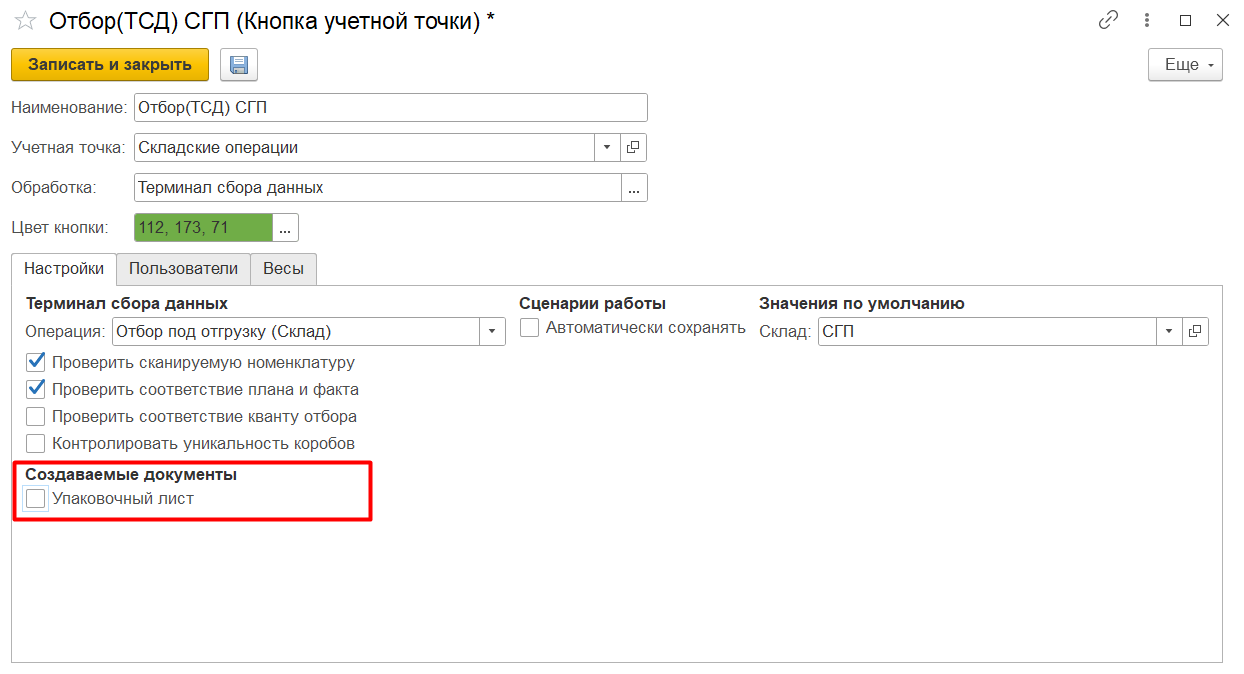 Отбор(ТСД) СГП (Кнопка учетной точки) *
Записать и закрыть
Еще
Наименование: Отбор(ТСД) СГП
Учетная точка: Складские операции
Обработка: Терминал сбора данных ...
Цвет кнопки: 112, 173, 71 ...
Настройки Пользователи Весы
Терминал сбора данных Сценарии работы Значения по умолчанию
Операция: Отбор под отгрузку (Склад) Автоматически сохранять Склад: СГП
Проверить сканируемую номенклатуру
Проверить соответствие плана и факта
Проверить соответствие кванту отбора
Контролировать уникальность коробов
Создаваемые документы
Упаковочный лист